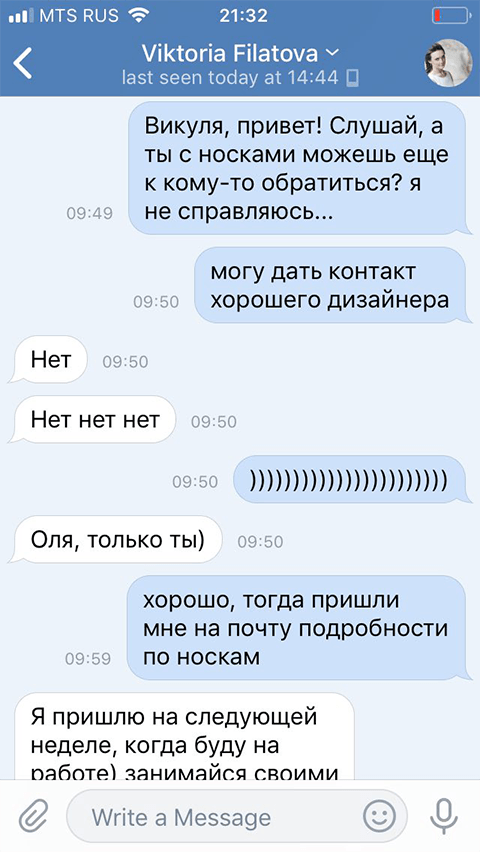 MTS RUS 21:32
Viktoria Filatova
last seen today at 14:44
Викуля, привет! Слушай, а
ты с носками можешь еще
к кому-то обратиться? я
не справляюсь...
09:49
могу дать контакт
хорошего дизайнера
09:50
Нет 09:50
Нет нет нет 09:50
09:50 )))))))))))))))))))))))
Оля, только ты) 09:50
хорошо, тогда пришли
мне на почту подробности
по носкам
09:59
Я пришлю на следующей
неделе, когда буду на
работе) занимайся своими
Write a Message